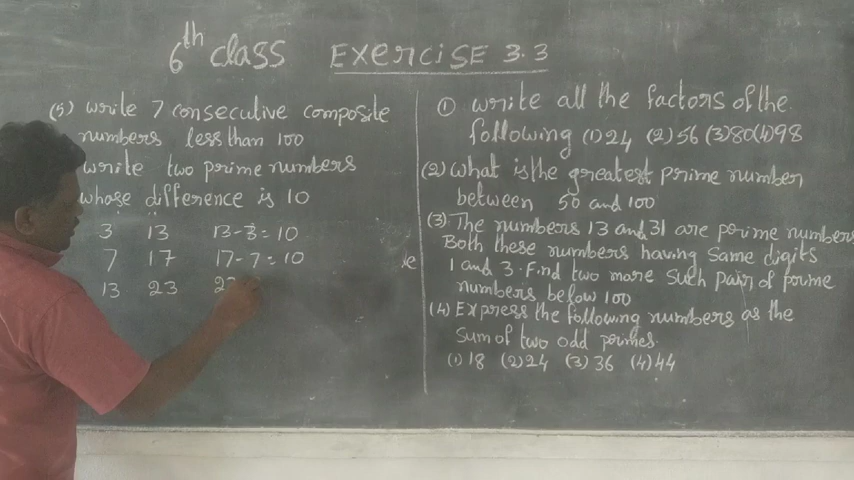 6th class Exercise 3.3
(5) write 7 consecutive composite
numbers less than 100
write two prime numbers
whose difference is 10
3 13 13-3=10
7 17 17-7=10
13 23 23
① write all the factors of the
following (1) 24 (2) 56 (3) 80 (4) 98
(2) what is the greatest prime number
between 50 and 100
(3) The numbers 13 and 31 are prime numbers
Both these numbers having same digits
1 and 3. Find two more such pair of prime
numbers below 100
(4) Express the following numbers as the
sum of two odd primes.
(1) 18 (2) 24 (3) 36 (4) 44